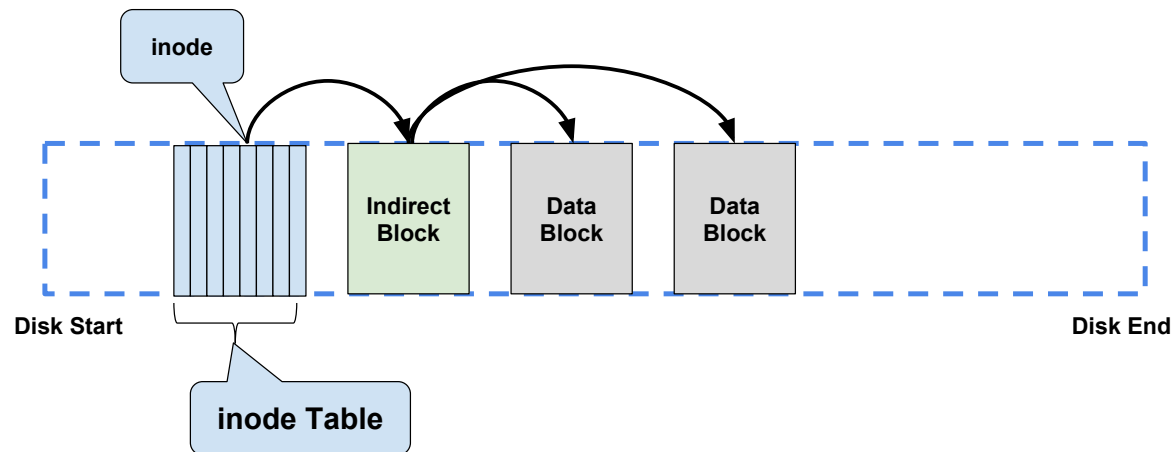 inode
Indirect
Block
Data
Block
Data
Block
Disk Start
Disk End
inode Table